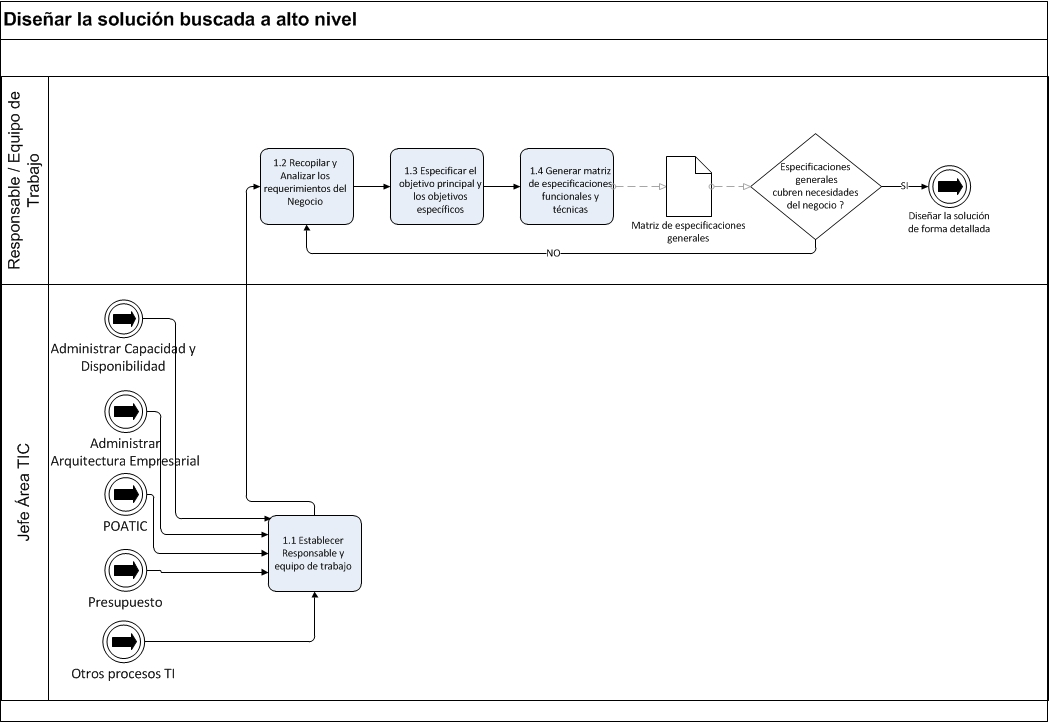 Diseñar la solución buscada a alto nivel
Responsable / Equipo de
Trabajo
1.2 Recopilar y
Analizar los
requerimientos del
Negocio
1.3 Especificar el
objetivo principal y
los objetivos
específicos
1.4 Generar matriz
de especificaciones
funcionales y
técnicas
Matriz de especificaciones
generales
Especificaciones
generales
cubren necesidades
del negocio ?
SI
Diseñar la solución
de forma detallada
NO
Jefe Área TIC
Administrar Capacidad y
Disponibilidad
Administrar
Arquitectura Empresarial
POATIC
Presupuesto
Otros procesos TI
1.1 Establecer
Responsable y
equipo de trabajo